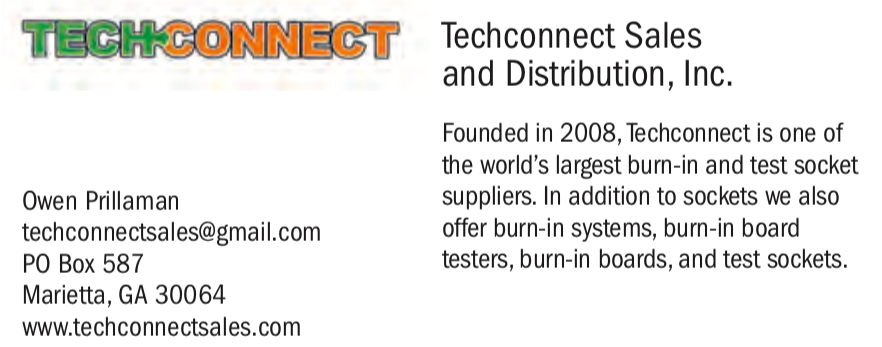 TECH-CONNECT
Owen Prillaman
techconnectsales@gmail.com
PO Box 587
Marietta, GA 30064
www.techconnectsales.com
Techconnect Sales
and Distribution, Inc.
Founded in 2008, Techconnect is one of
the world’s largest burn-in and test socket
suppliers. In addition to sockets we also
offer burn-in systems, burn-in board
testers, burn-in boards, and test sockets.